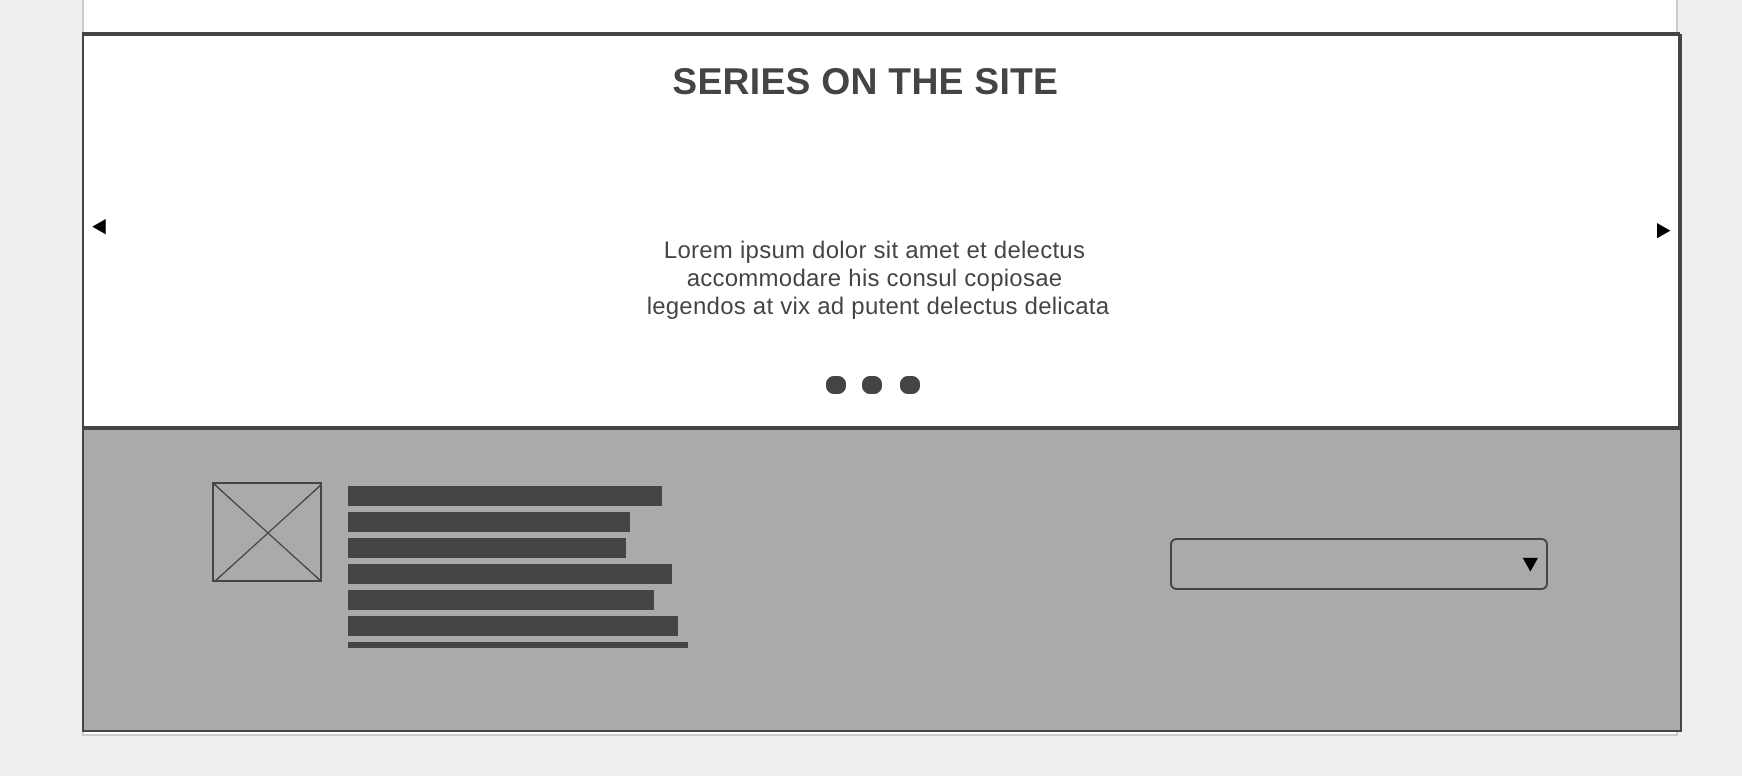 SERIES ON THE SITE
Lorem ipsum dolor sit amet et delectus
accommodare his consul copiosae
legendos at vix ad putent delectus delicata